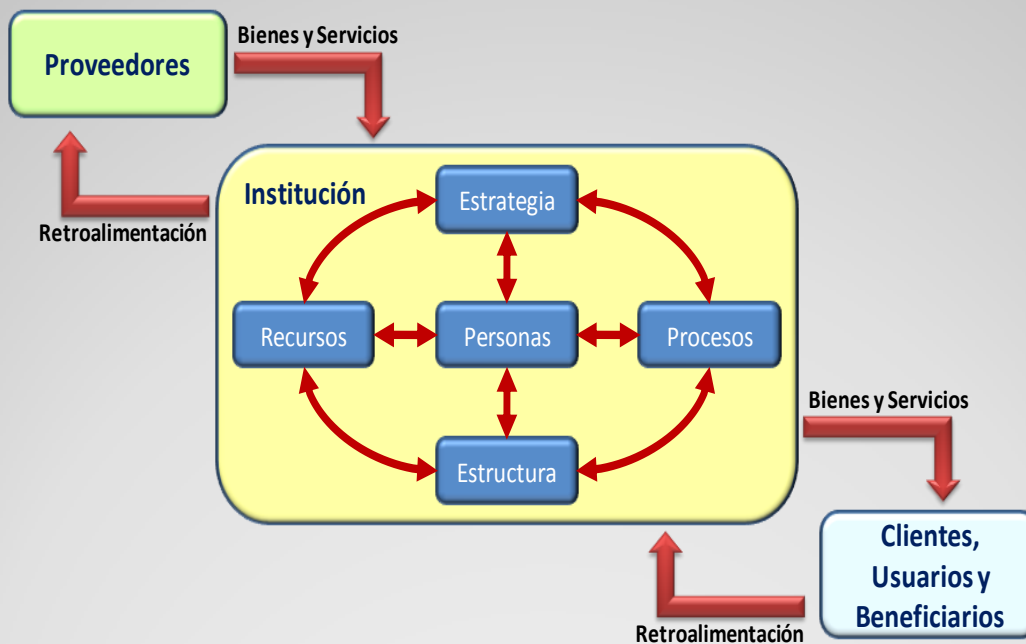 Bienes y Servicios
Proveedores
Retroalimentación
Institución
Estrategia
Recursos
Personas
Procesos
Estructura
Bienes y Servicios
Clientes,
Usuarios y
Beneficiarios
Retroalimentación